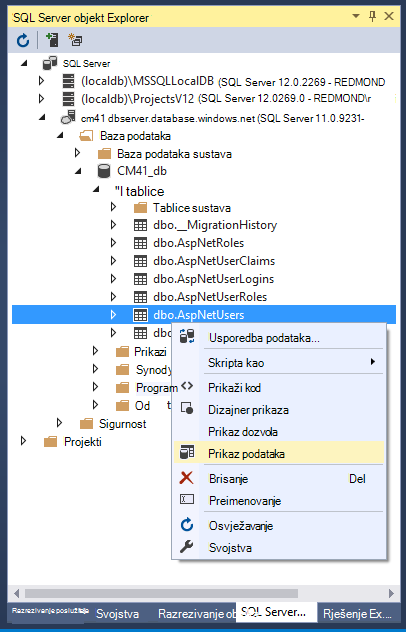 SQL Server objekt Explorer
SQL Server
(localdb)\MSSQLLocalDB (SQL Server 12.0.2269 - REDMOND
(localdb)\ProjectsV12 (SQL Server 12.0269.0 - REDMOND\r
cm41 dbserver.database.windows.net (SQL Server 11.0.9231-
Baza podataka
Baza podataka sustava
CM41_db
"I tablice
Tablice sustava
dbo.__MigrationHistory
dbo.AspNetRoles
dbo.AspNetUserClaims
dbo.AspNetUserLogins
dbo.AspNetUserRoles
dbo.AspNetUsers
dbo
Prikazi
Synody
Program
Od t
Sigurnost
Projekti
Usporedba podataka...
Skripta kao
Prikaži kod
Dizajner prikaza
Prikaz dozvola
Prikaz podataka
Brisanje Del
Preimenovanje
Osvježavanje
Svojstva
Razrezivanje Svojstva Razrezivanje ob SQL Server... Rješenje Ex....